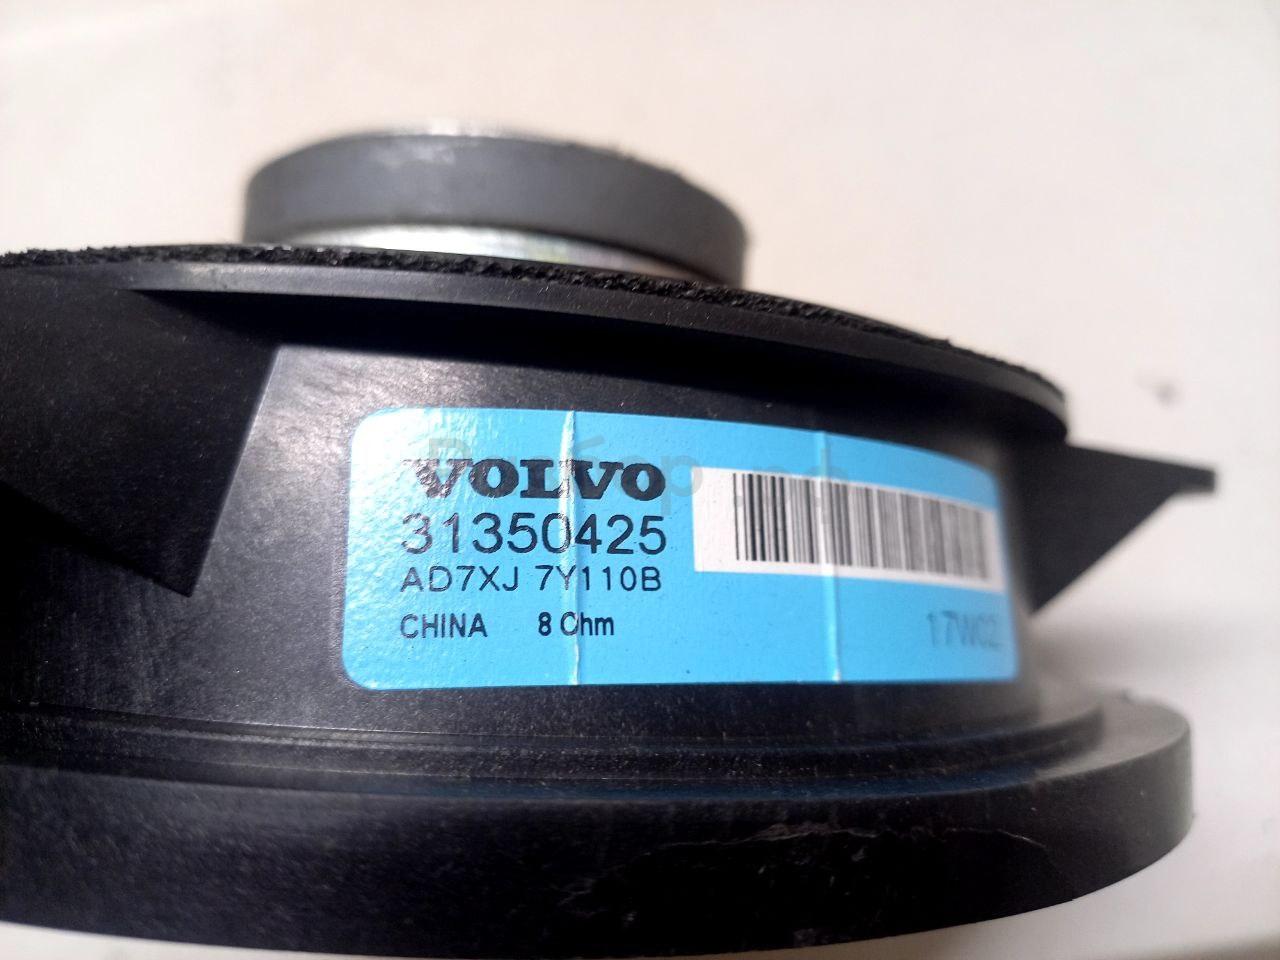 VOLVO
31350425
AD7XJ 7Y110B
CHINA 8 Ohm
17W02